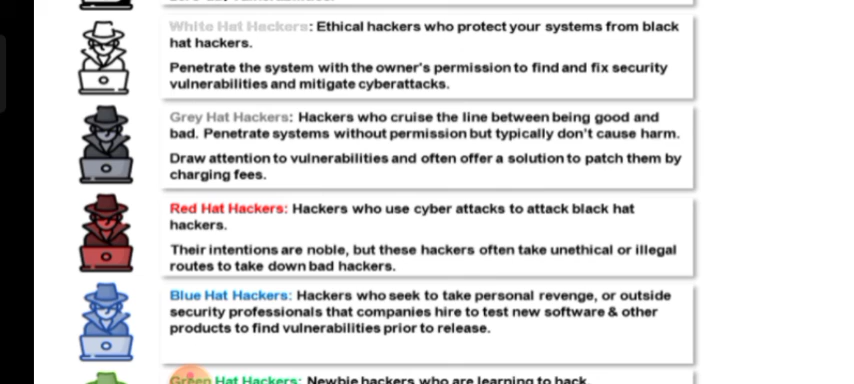 White Hat Hackers: Ethical hackers who protect your systems from black
hat hackers.
Penetrate the system with the owner's permission to find and fix security
vulnerabilities and mitigate cyberattacks.
Grey Hat Hackers: Hackers who cruise the line between being good and
bad. Penetrate systems without permission but typically don't cause harm.
Draw attention to vulnerabilities and often offer a solution to patch them by
charging fees.
Red Hat Hackers: Hackers who use cyber attacks to attack black hat
hackers.
Their intentions are noble, but these hackers often take unethical or illegal
routes to take down bad hackers.
Blue Hat Hackers: Hackers who seek to take personal revenge, or outside
security professionals that companies hire to test new software & other
products to find vulnerabilities prior to release.
Green Hat Hackers: Newbie hackers who are learning to hack.